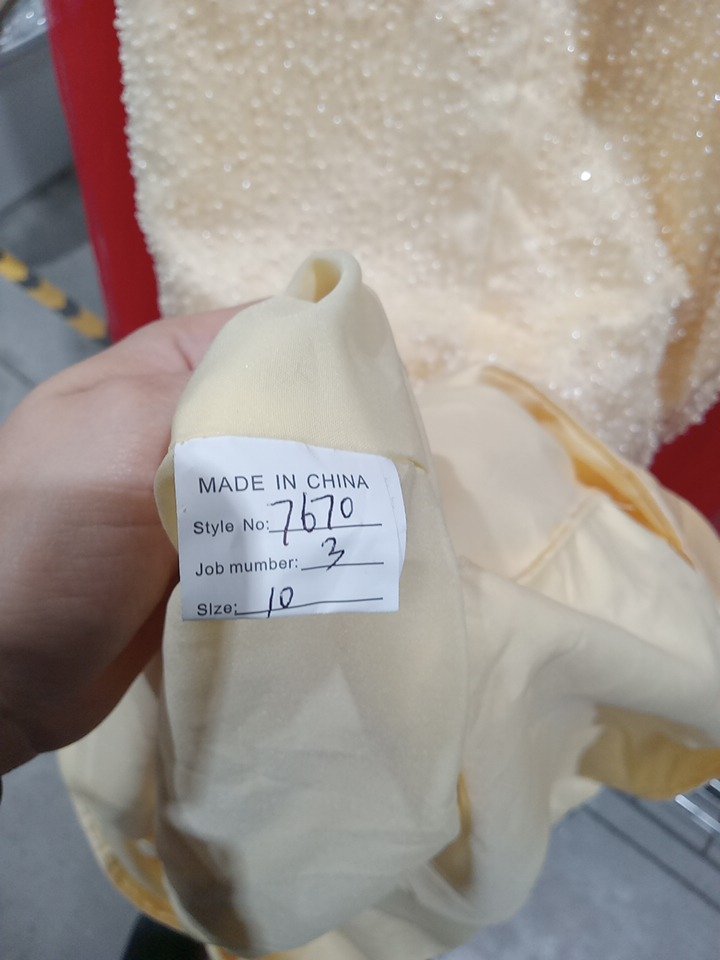 MADE IN CHINA
Style No: 7670
Job mumber: 3
SIze: 10